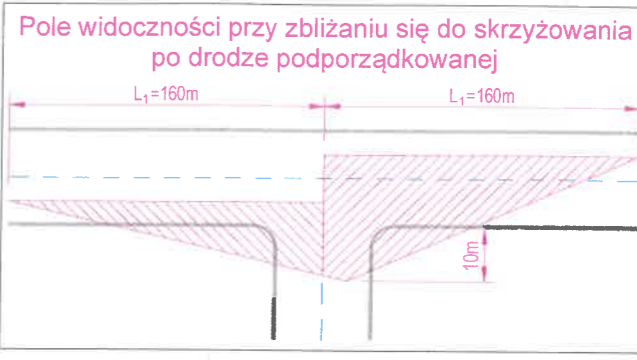 Pole widoczności przy zbliżaniu się do skrzyżowania
po drodze podporządkowanej
L₁=160m
L₁=160m
10m